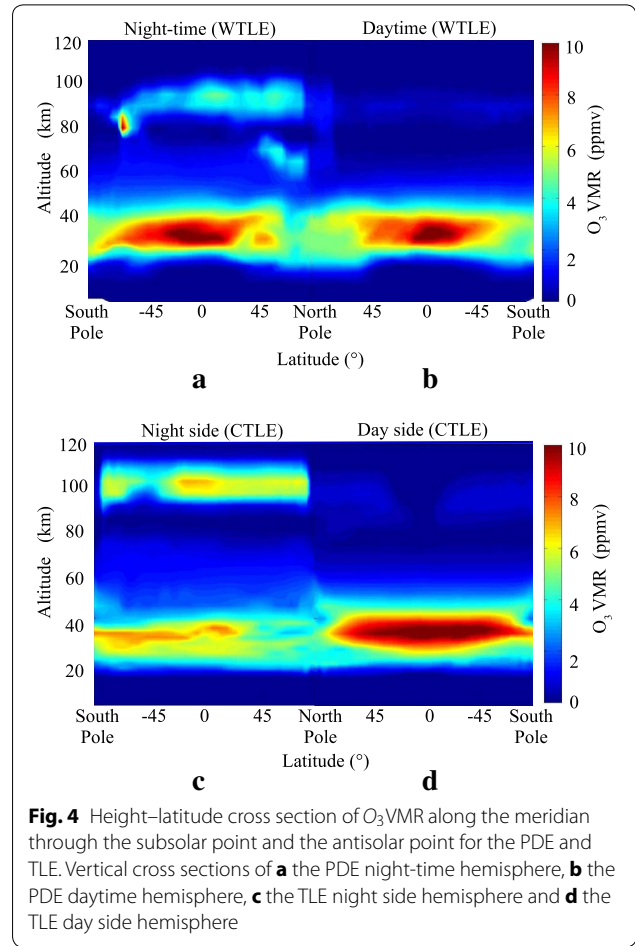 Night-time (WTLE) Daytime (WTLE)
120
100
80
60
40
20
Altitude (km)
South Pole -45 0 45 North Pole 45 0 -45 South Pole
Latitude (°)
a b
10
8
6
4
2
0
O3 VMR (ppmv)
Night side (CTLE) Day side (CTLE)
120
100
80
60
40
20
Altitude (km)
South Pole -45 0 45 North Pole 45 0 -45 South Pole
Latitude (°)
c d
10
8
6
4
2
0
O3 VMR (ppmv)
Fig. 4 Height–latitude cross section of O3 VMR along the meridian
through the subsolar point and the antisolar point for the PDE and
TLE. Vertical cross sections of a the PDE night-time hemisphere, b the
PDE daytime hemisphere, c the TLE night side hemisphere and d the
TLE day side hemisphere